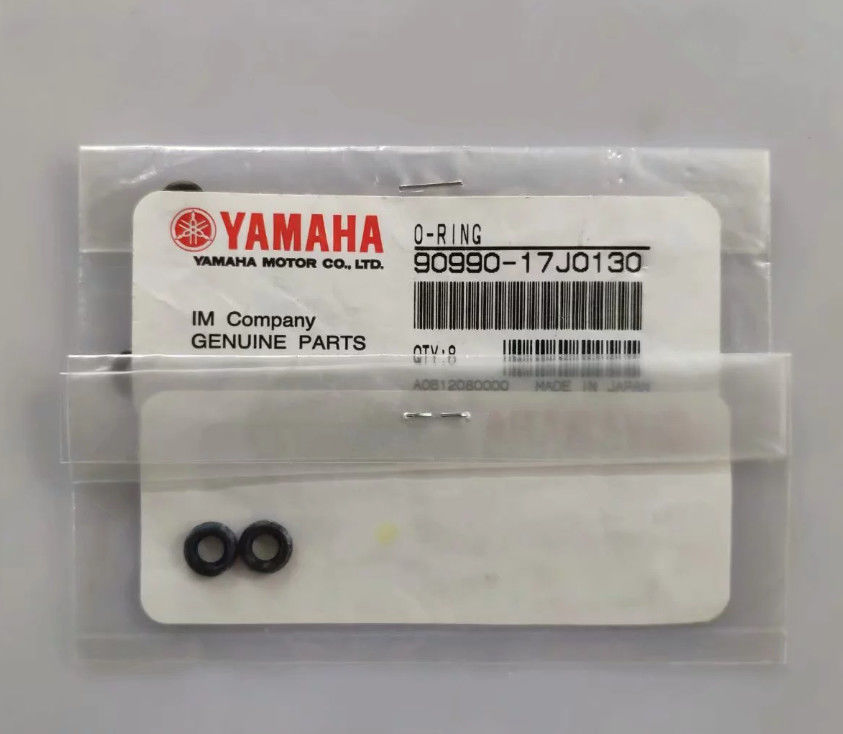 YAMAHA
YAMAHA MOTOR CO., LTD.
O-RING
90990-17J0130
IM Company
GENUINE PARTS
QTY:8
A0812080000 MADE IN JAPAN